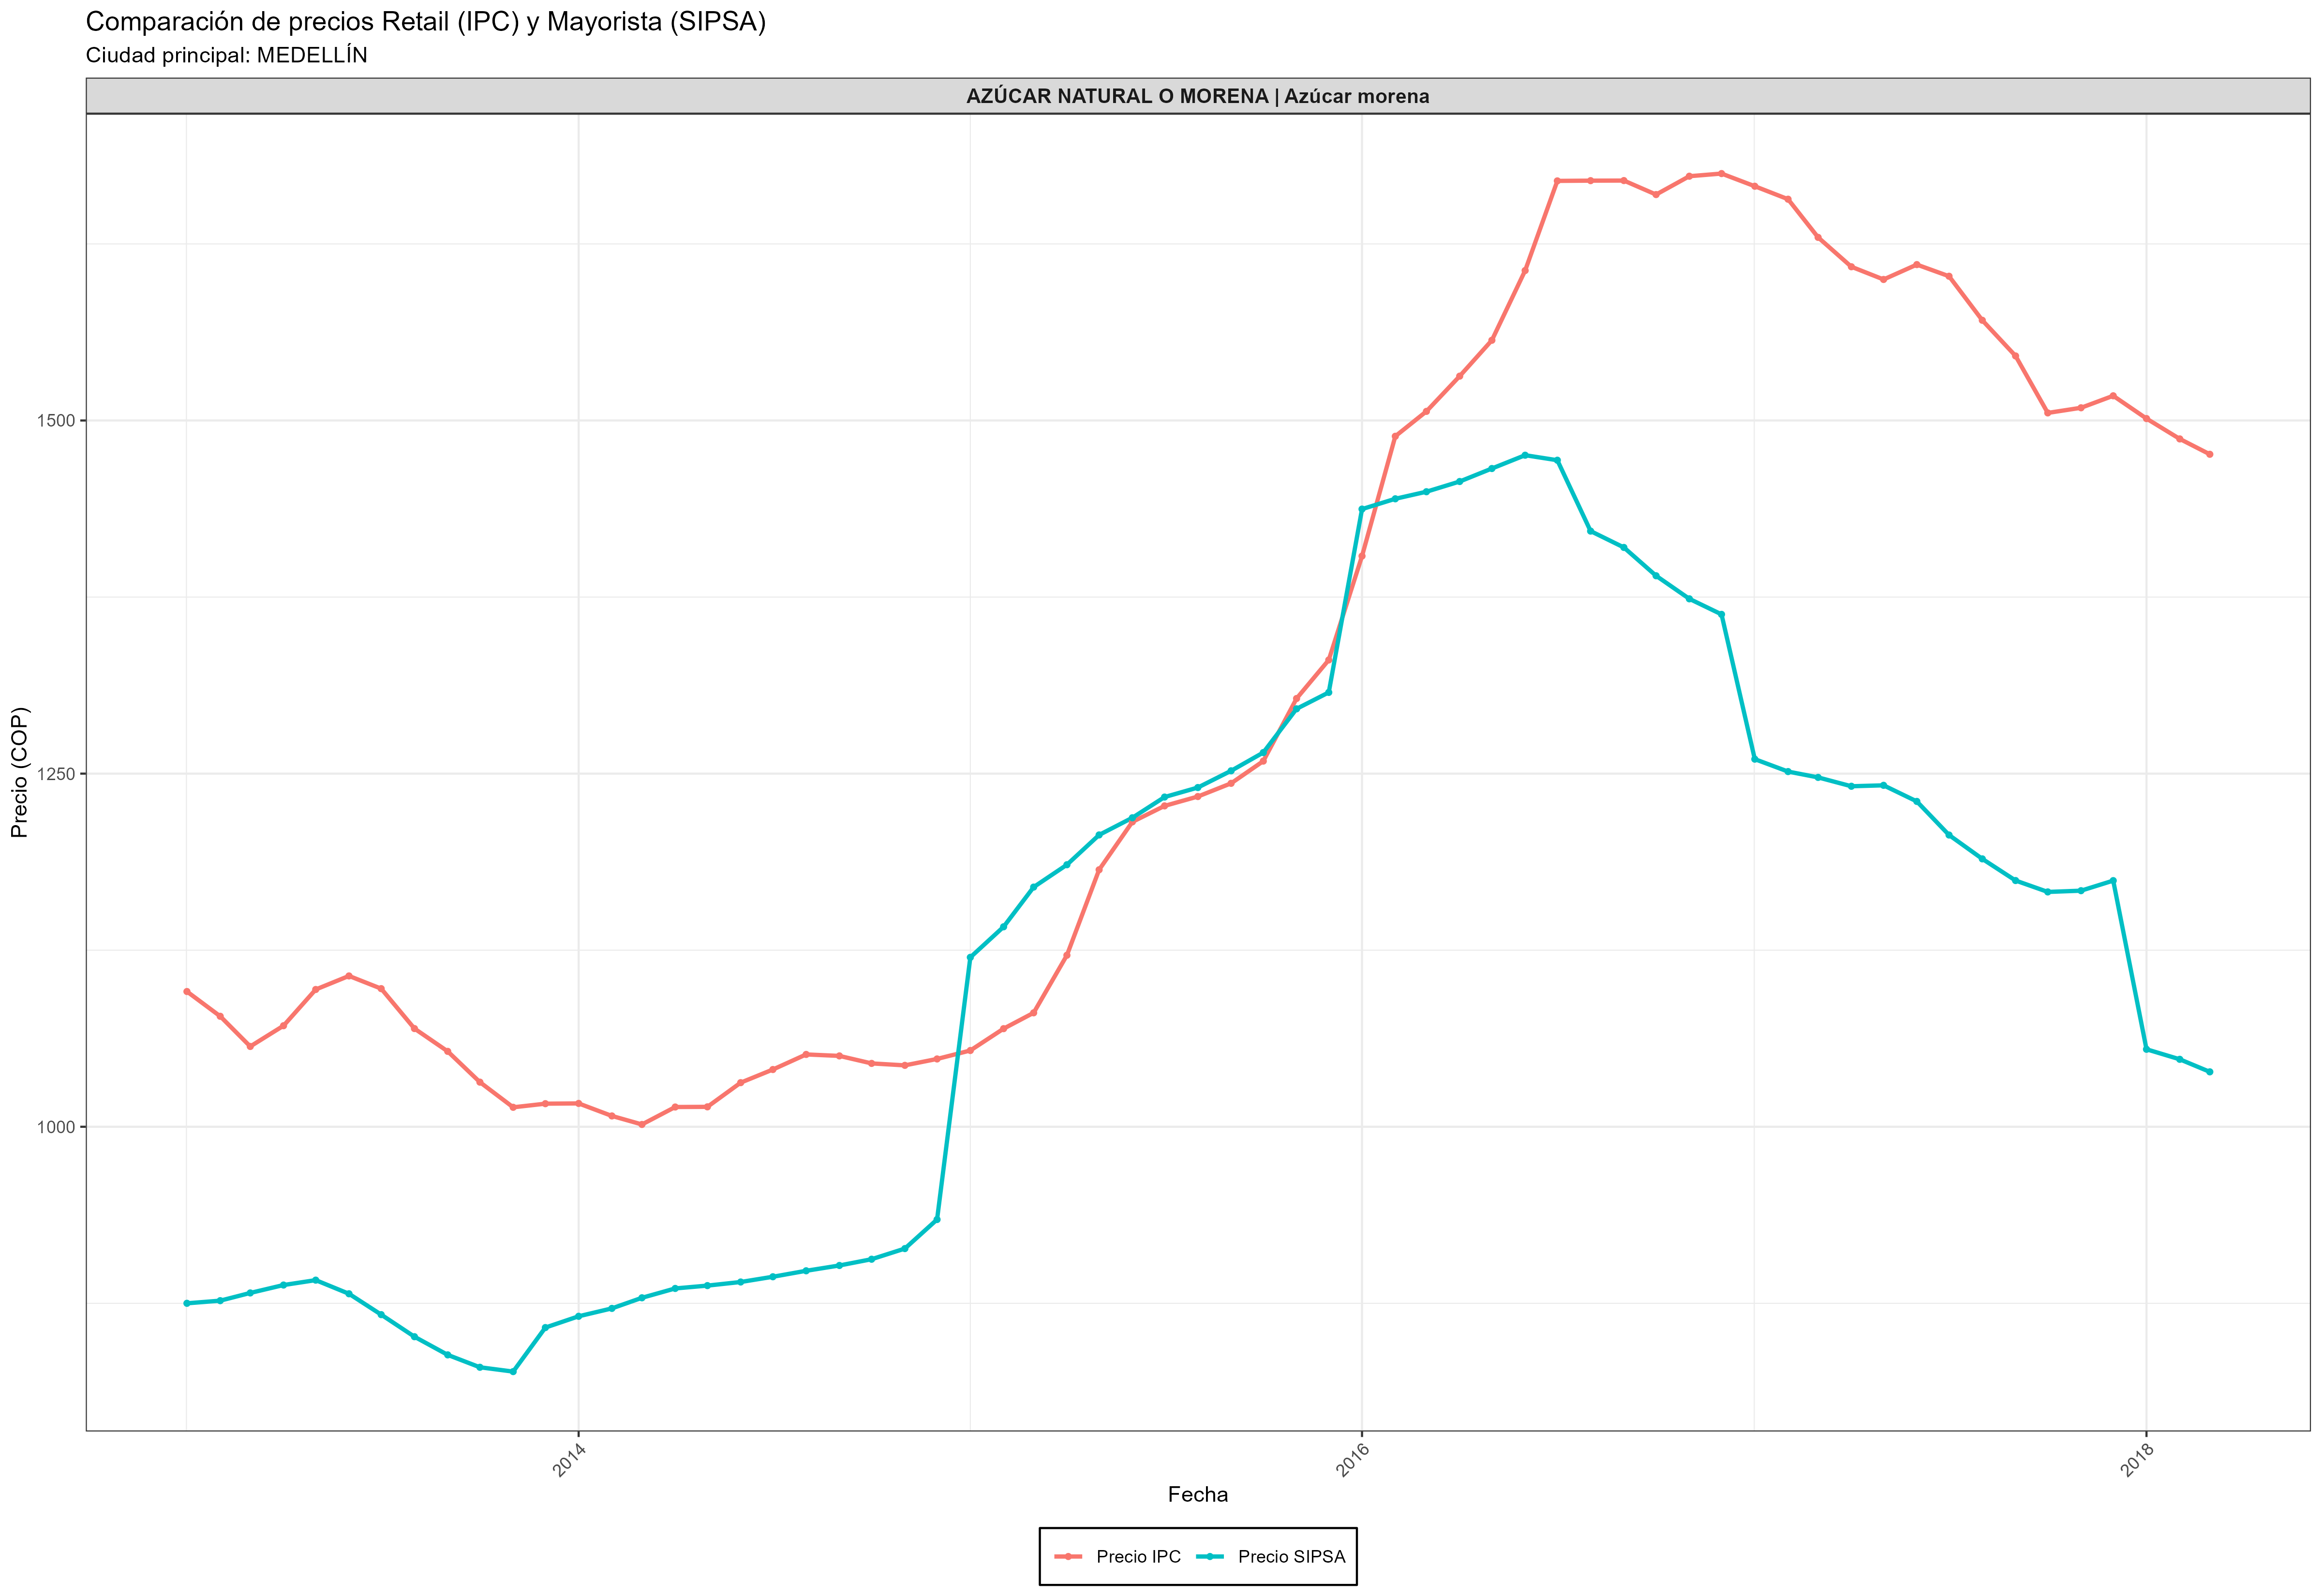 Comparación de precios Retail (IPC) y Mayorista (SIPSA)
Ciudad principal: MEDELLÍN
AZÚCAR NATURAL O MORENA | Azúcar morena
Precio (COP)
1500
1250
1000
2014
2016
2018
Fecha
Precio IPC
Precio SIPSA